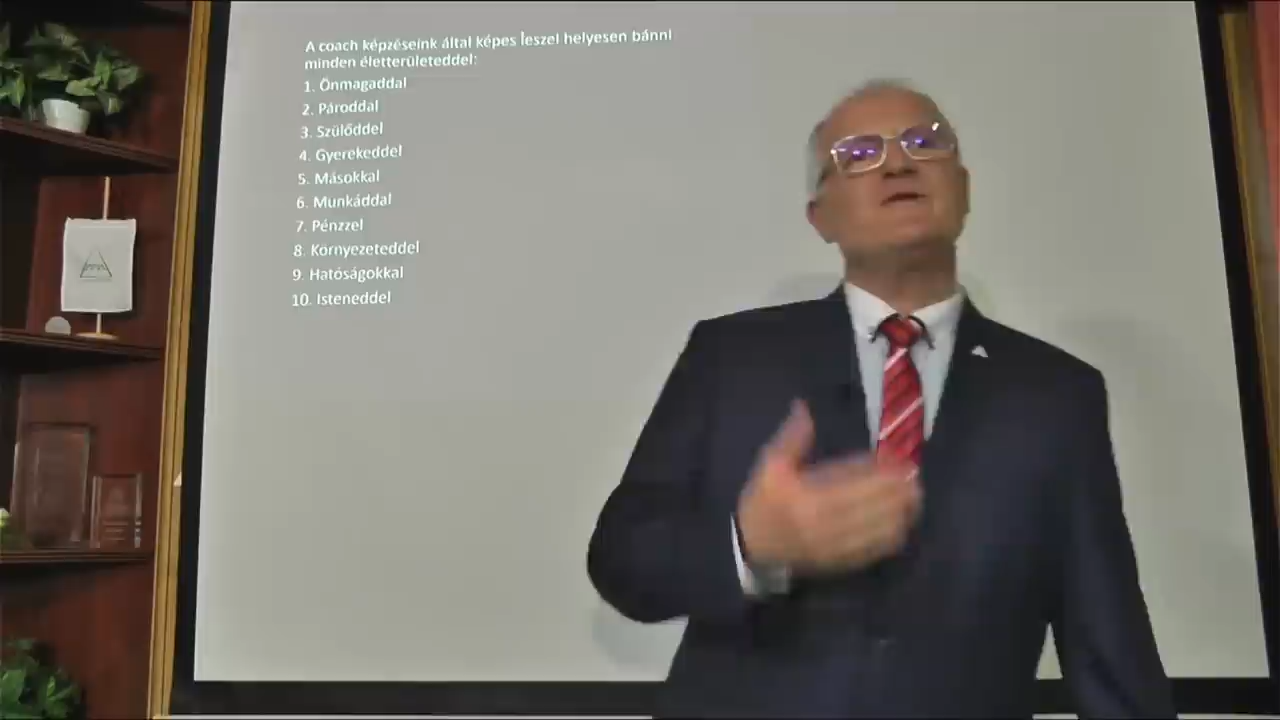 A coach képzéseink által képes leszel helyesen bánni
minden életterületeddel:
1. Önmagaddal
2. Pároddal
3. Szülőddel
4. Gyerekeddel
5. Másokkal
6. Munkáddal
7. Pénzzel
8. Környezeteddel
9. Hatóságokkal
10. Isteneddel